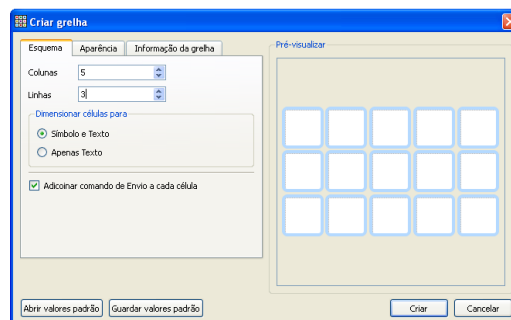 Criar grelha
Esquema Aparência Informação da grelha
Colunas 5
Linhas 3
Dimensionar células para
Símbolo e Texto
Apenas Texto
Adicoinar comando de Envio a cada célula
Pré-visualizar
Abrir valores padrão Guardar valores padrão Criar Cancelar